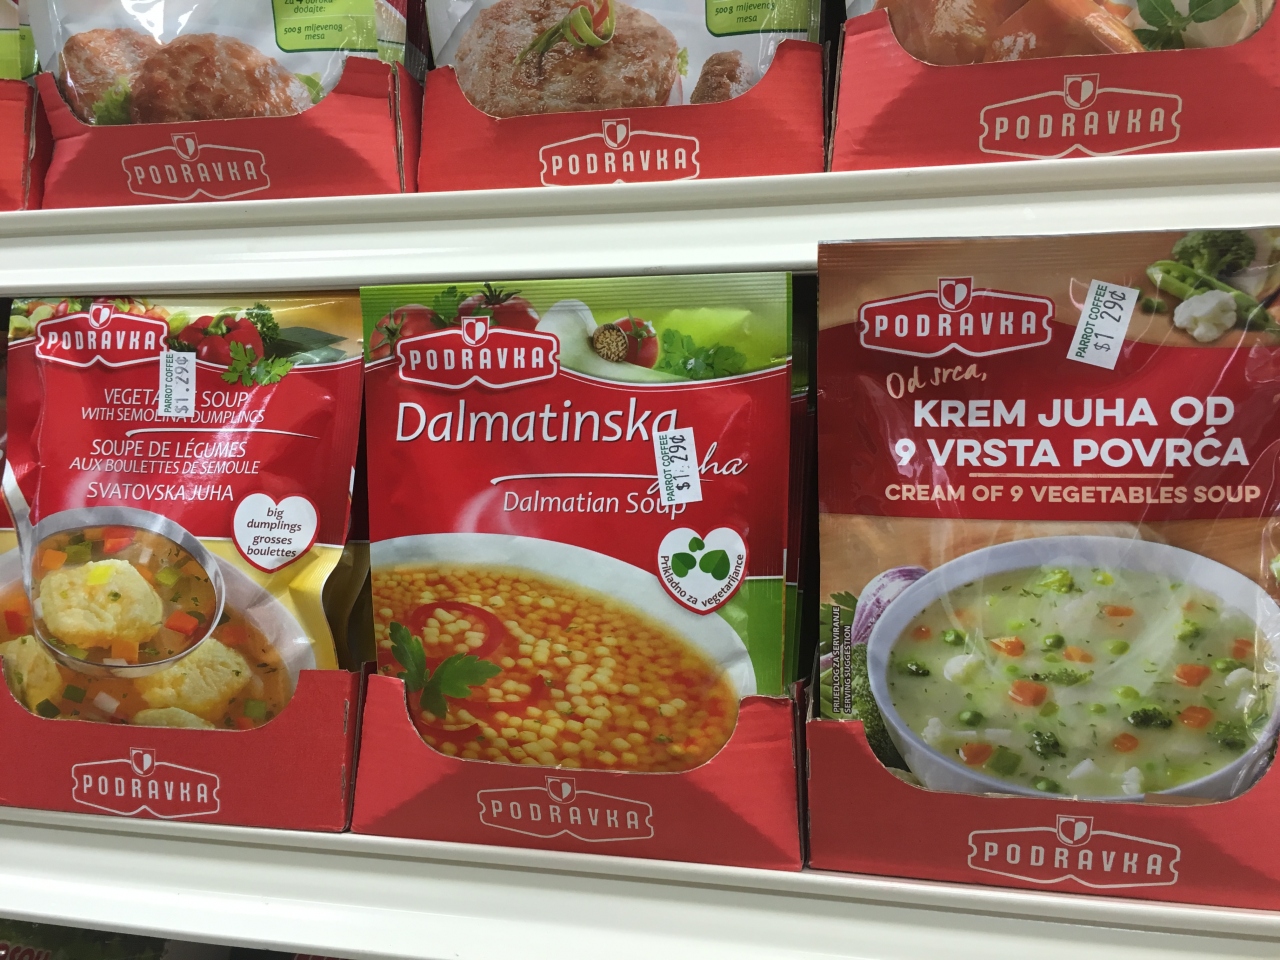 dodajte:
500g mljevenog
mesa
500g mljevenog
mesa
PODRAVKA
PODRAVKA
PODRAVKA
PODRAVKA
VEGETA SOUP
WITH SEMOLINA DUMPLINGS
SOUPE DE LÉGUMES
AUX BOULETTES DE SEMOULE
SVATOVSKA JUHA
PARROT COFFEE
$1.29¢
big
dumplings
grosses
boulettes
PODRAVKA
PODRAVKA
Dalmatinska
Dalmatian Soup
PARROT COFFEE
$1.29¢
Prikladno za vegetarijance
PODRAVKA
PODRAVKA
PARROT COFFEE
$1.29¢
Od srca,
KREM JUHA OD
9 VRSTA POVRĆA
CREAM OF 9 VEGETABLES SOUP
PRIJEDLOG ZA SERVIRANJE
SERVING SUGGESTION
PODRAVKA